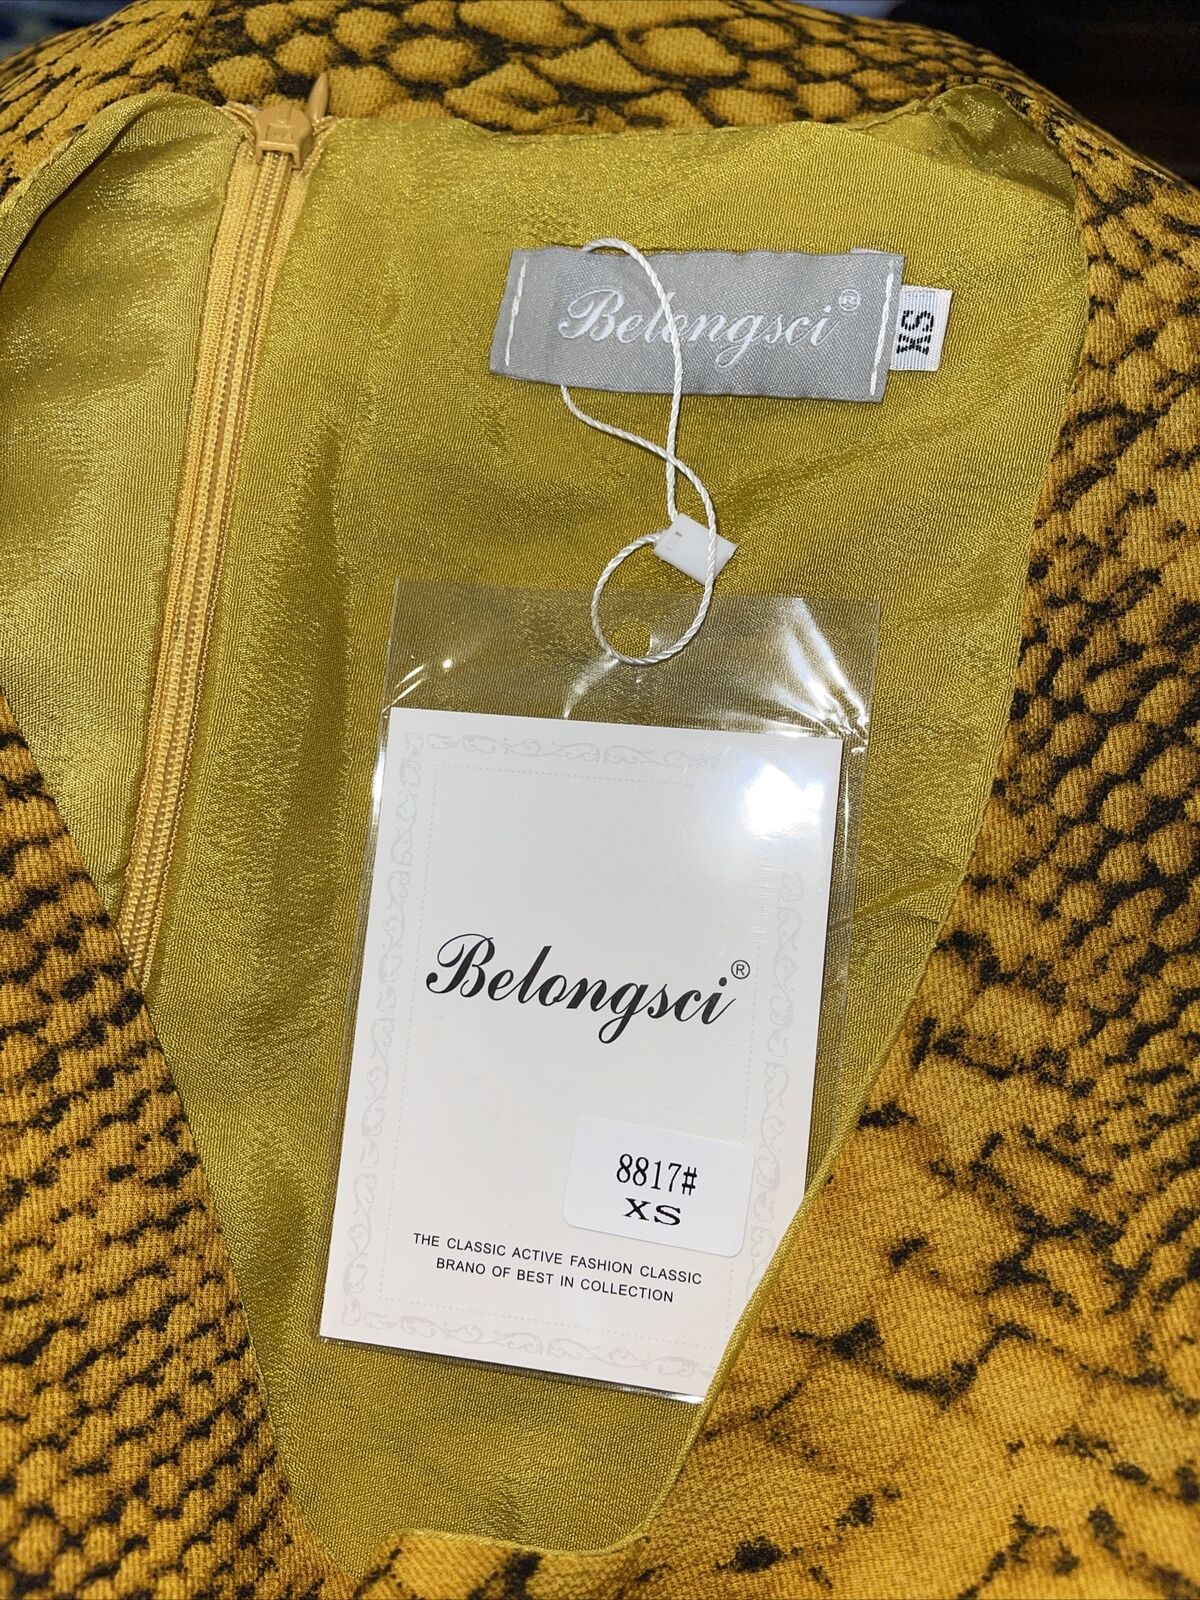 Belongsci®
XS
Belongsci®
8817#
XS
THE CLASSIC ACTIVE FASHION CLASSIC
BRANO OF BEST IN COLLECTION